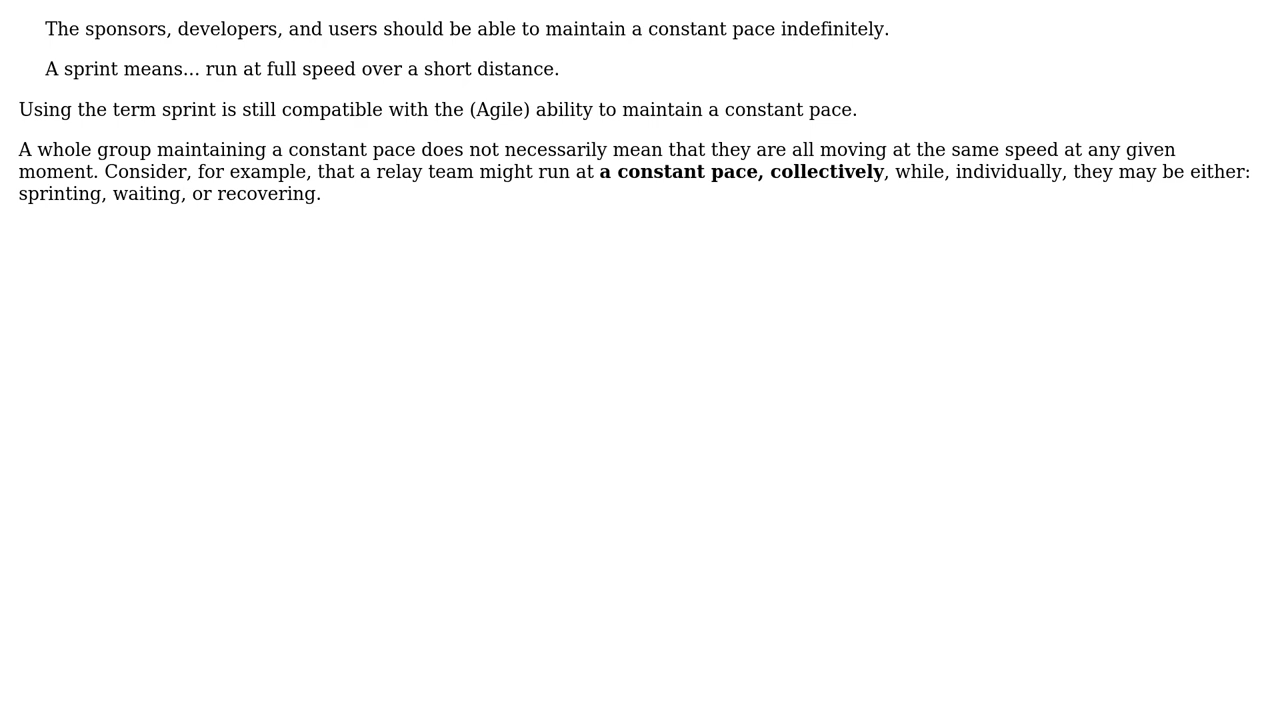 The sponsors, developers, and users should be able to maintain a constant pace indefinitely.
A sprint means... run at full speed over a short distance.
Using the term sprint is still compatible with the (Agile) ability to maintain a constant pace.
A whole group maintaining a constant pace does not necessarily mean that they are all moving at the same speed at any given
moment. Consider, for example, that a relay team might run at a constant pace, collectively, while, individually, they may be either:
sprinting, waiting, or recovering.